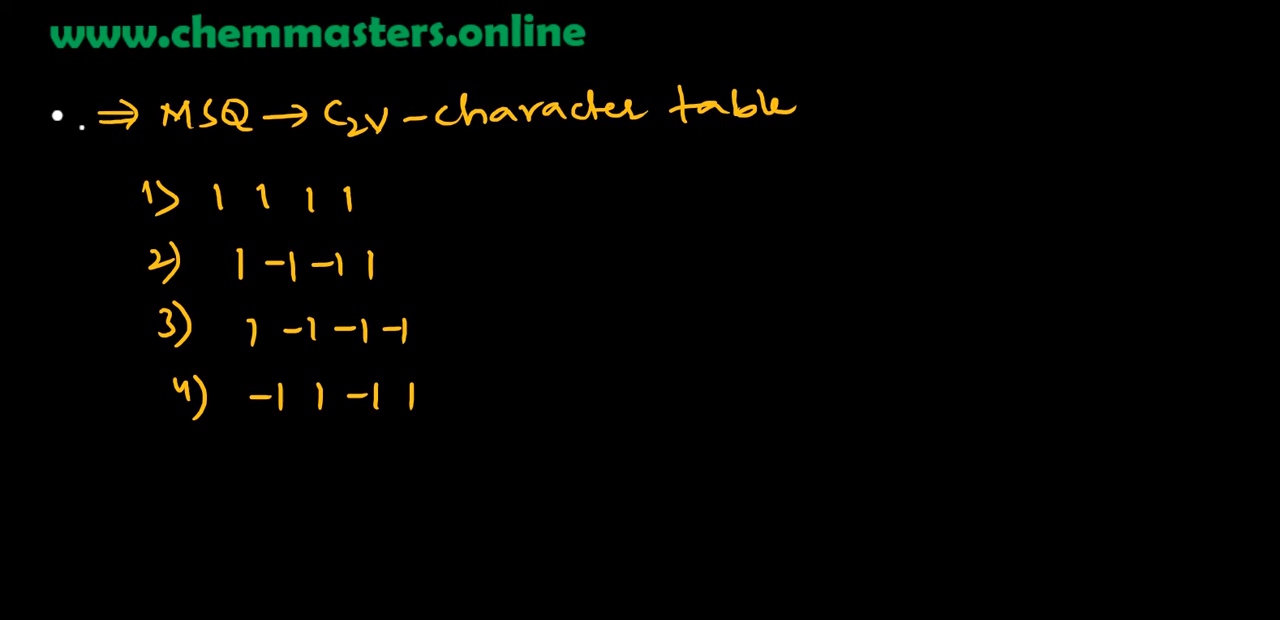 www.chemmasters.online
. ⇒ MSQ → C2v - character table
1) 1 1 1 1
2) 1 -1 -1 1
3) 1 -1 -1 -1
4) -1 1 -1 1